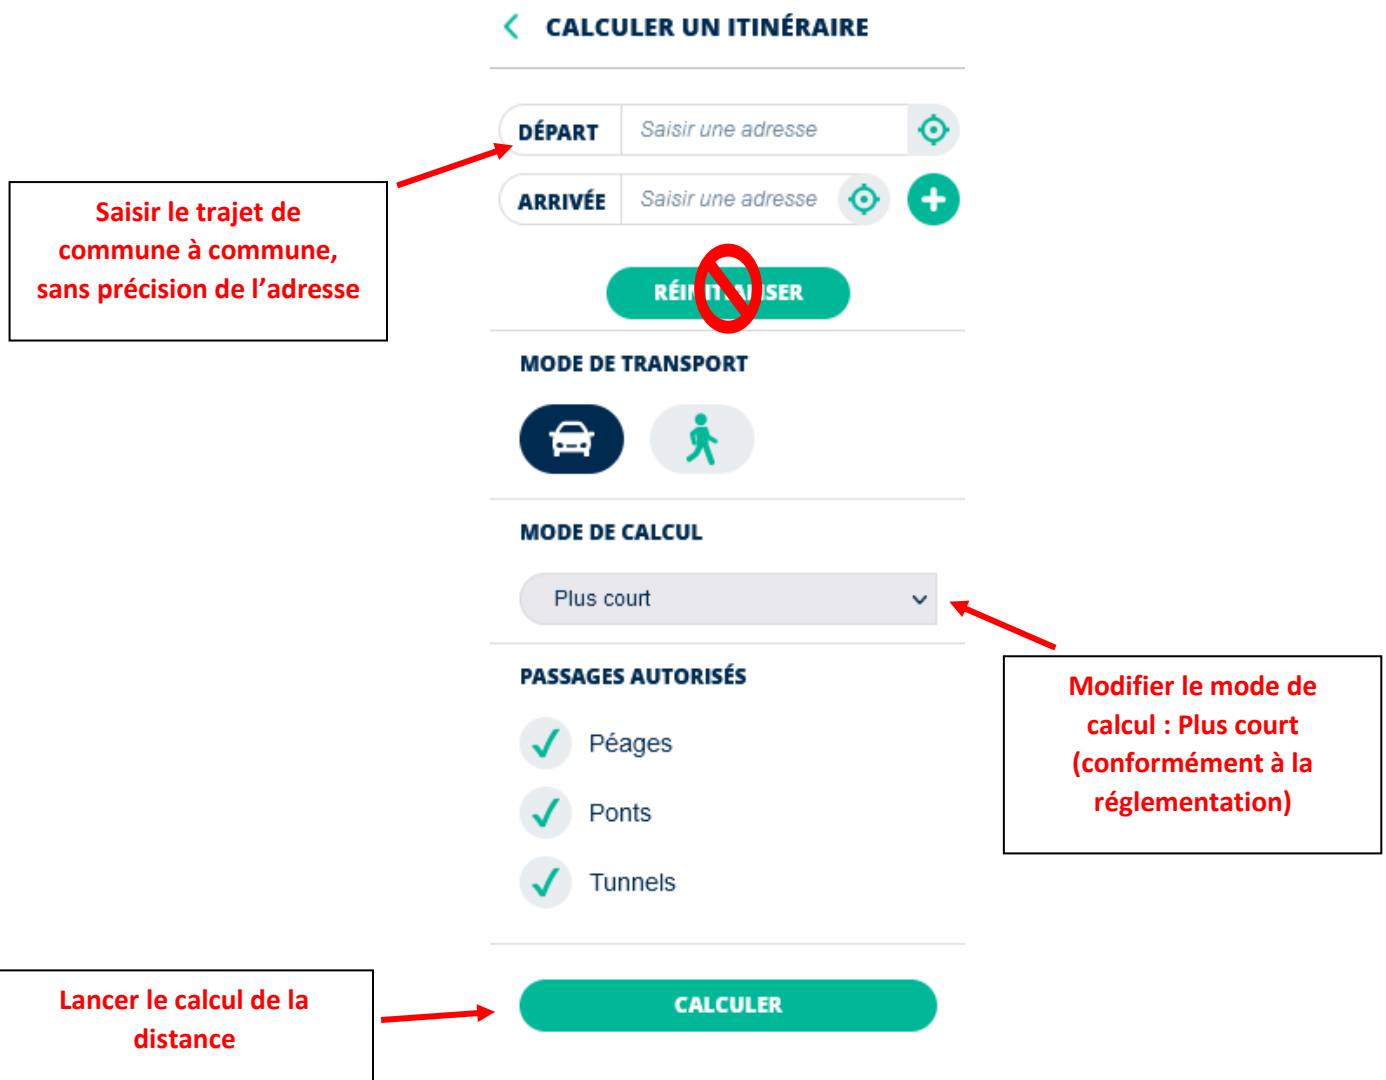 CALCULER UN ITINÉRAIRE
DÉPART
Saisir une adresse
ARRIVÉE
Saisir une adresse
Saisir le trajet de
commune à commune,
sans précision de l’adresse
MODE DE TRANSPORT
MODE DE CALCUL
Plus court
PASSAGES AUTORISÉS
Péages
Ponts
Tunnels
Modifier le mode de
calcul : Plus court
(conformément à la
réglementation)
Lancer le calcul de la
distance
CALCULER